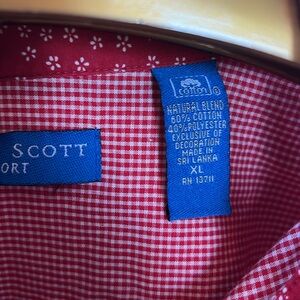 SCOTT
ORT
cotton
NATURAL BLEND
60% COTTON
40% POLYESTER
EXCLUSIVE OF
DECORATION
MADE IN
SRI LANKA
XL
RN 13711